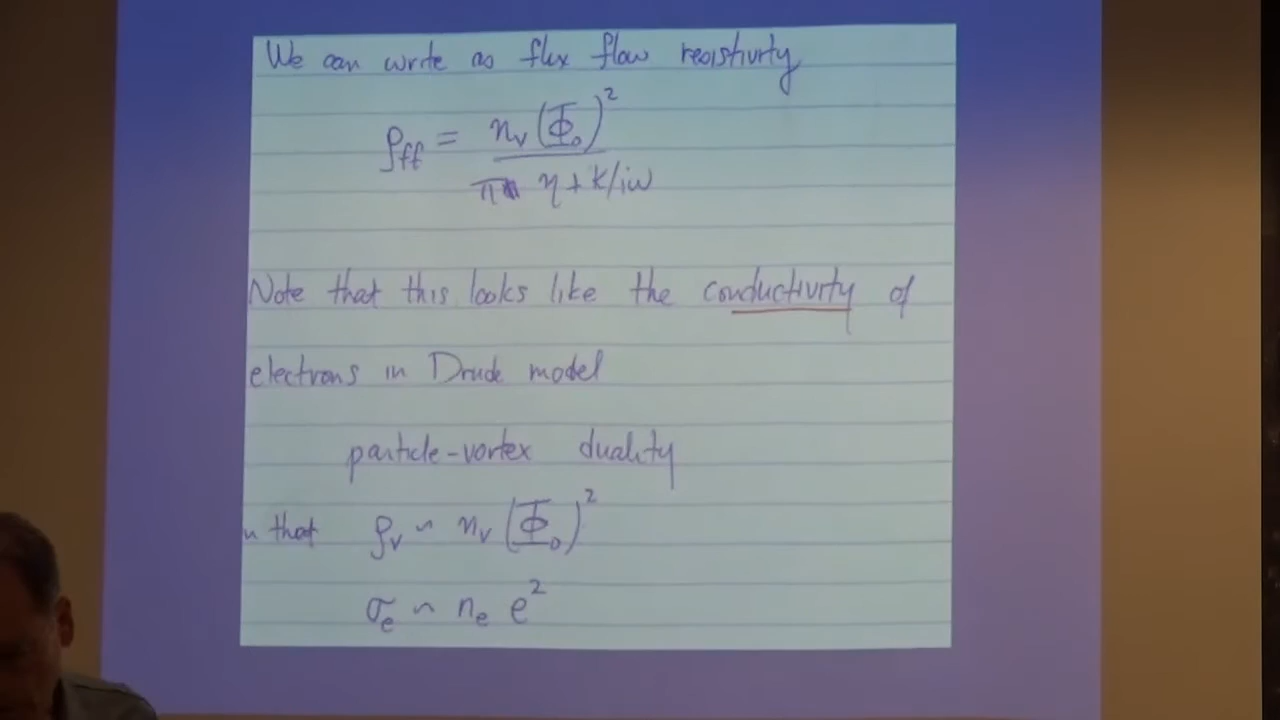 We can write as flux flow resistivity
ρff = nv (Φ0)²
η + k/iω
Note that this looks like the conductivity of
electrons in Drude model
particle-vortex duality
that ρv ~ nv (Φ0)²
σe ~ ne e²